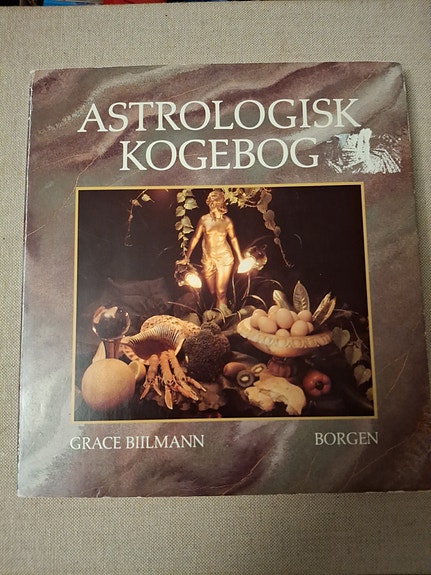 ASTROLOGISK
KOGEBOG
GRACE BIILMANN
BORGEN